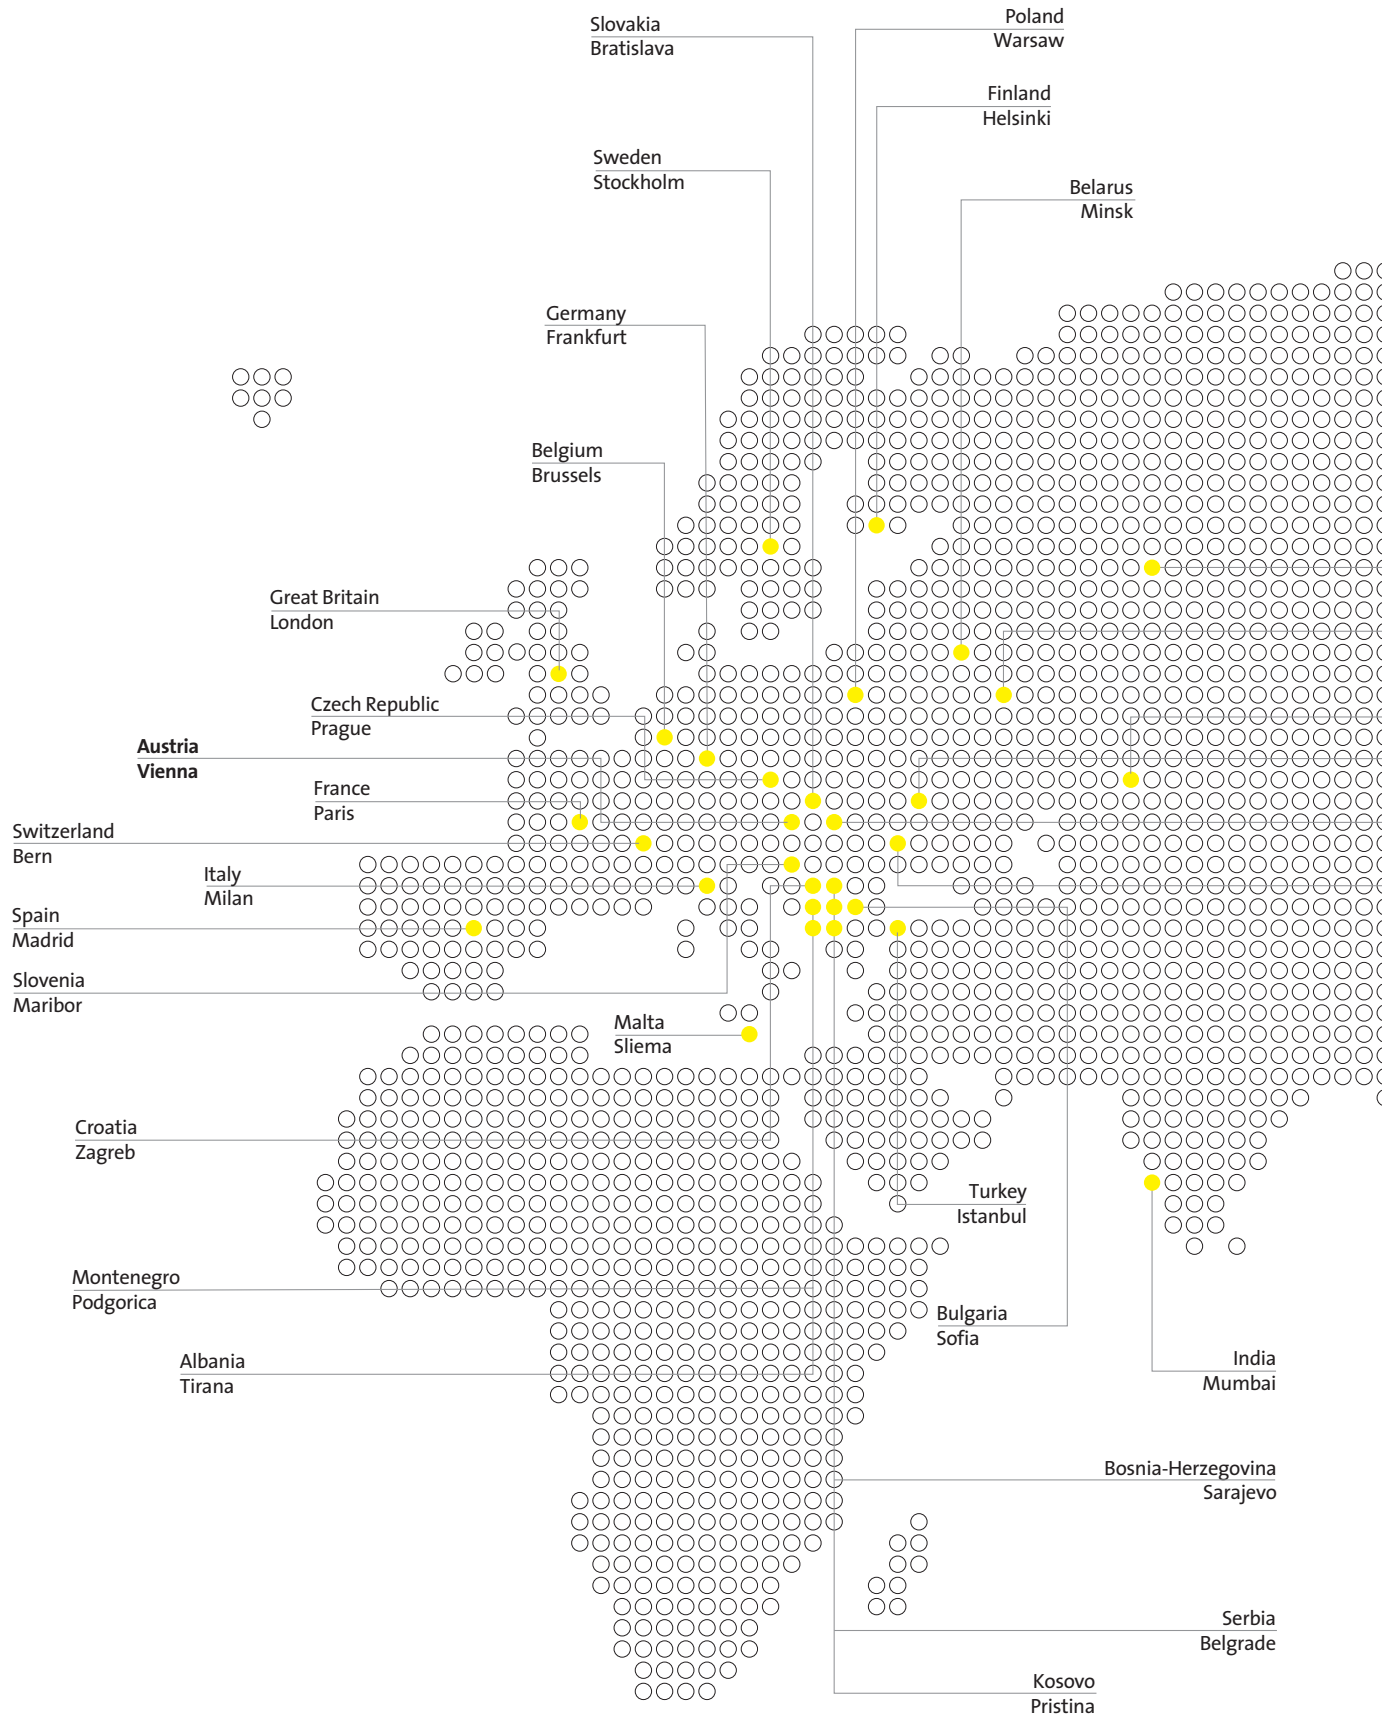 Slovakia
Bratislava
Poland
Warsaw
Finland
Helsinki
Sweden
Stockholm
Belarus
Minsk
Germany
Frankfurt
Belgium
Brussels
Great Britain
London
Czech Republic
Prague
Austria
Vienna
France
Paris
Switzerland
Bern
Italy
Milan
Spain
Madrid
Slovenia
Maribor
Malta
Sliema
Croatia
Zagreb
Turkey
Istanbul
Montenegro
Podgorica
Bulgaria
Sofia
Albania
Tirana
India
Mumbai
Bosnia-Herzegovina
Sarajevo
Serbia
Belgrade
Kosovo
Pristina